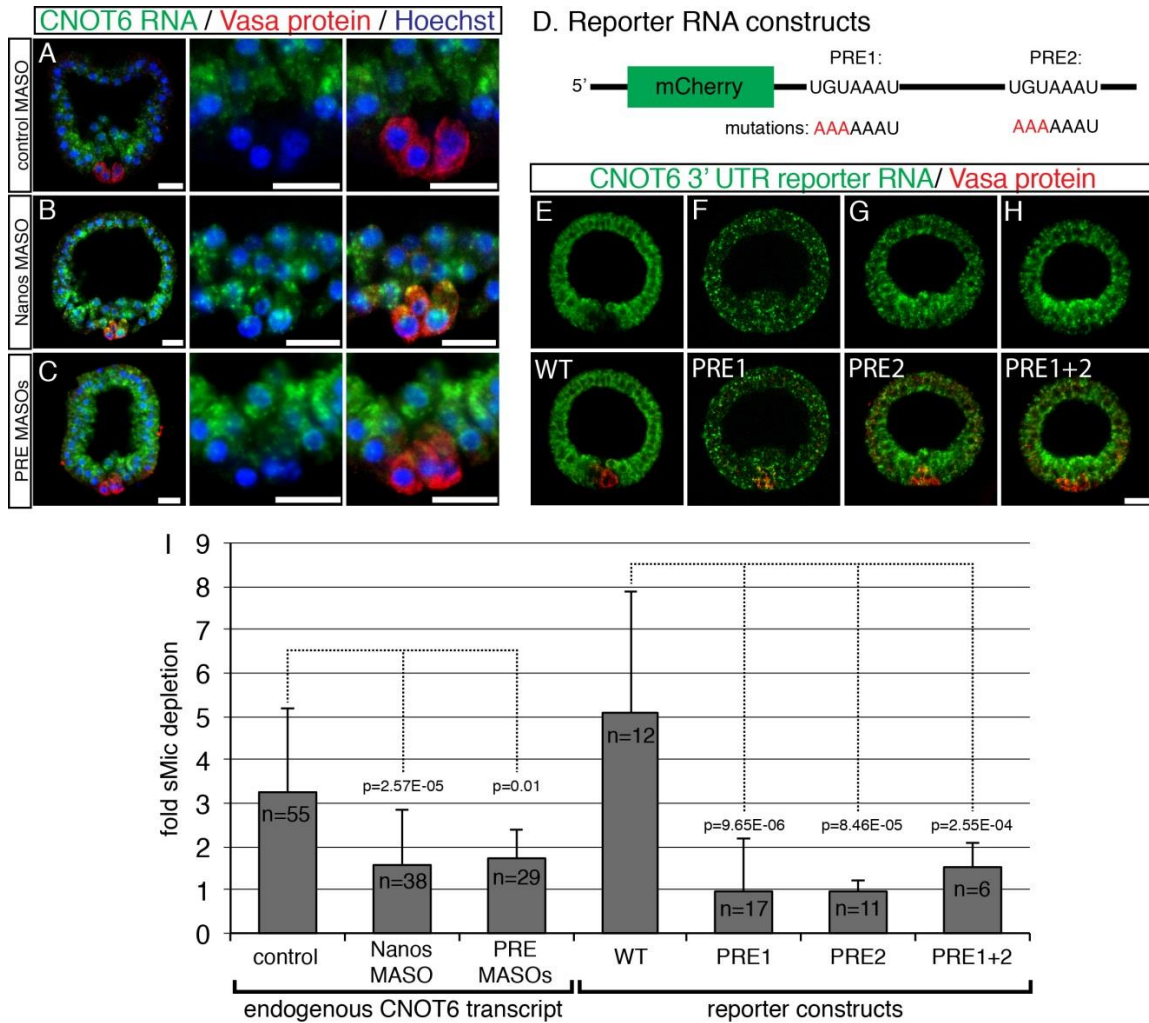 CNOT6 RNA / Vasa protein / Hoechst
control MASO
A
Nanos MASO
B
PRE MASOs
C
D. Reporter RNA constructs
PRE1: PRE2:
5' mCherry UGUAAAU UGUAAAU
mutations: AAAAAAU AAAAAAU
CNOT6 3' UTR reporter RNA/ Vasa protein
E F G H
WT PRE1 PRE2 PRE1+2
I
fold sMic depletion
9
8
7
6
5
4
3
2
1
0
p=2.57E-05 p=0.01 p=9.65E-06 p=8.46E-05 p=2.55E-04
n=55 n=38 n=29 n=12 n=17 n=11 n=6
control Nanos MASO PRE MASOs WT PRE1 PRE2 PRE1+2
endogenous CNOT6 transcript reporter constructs